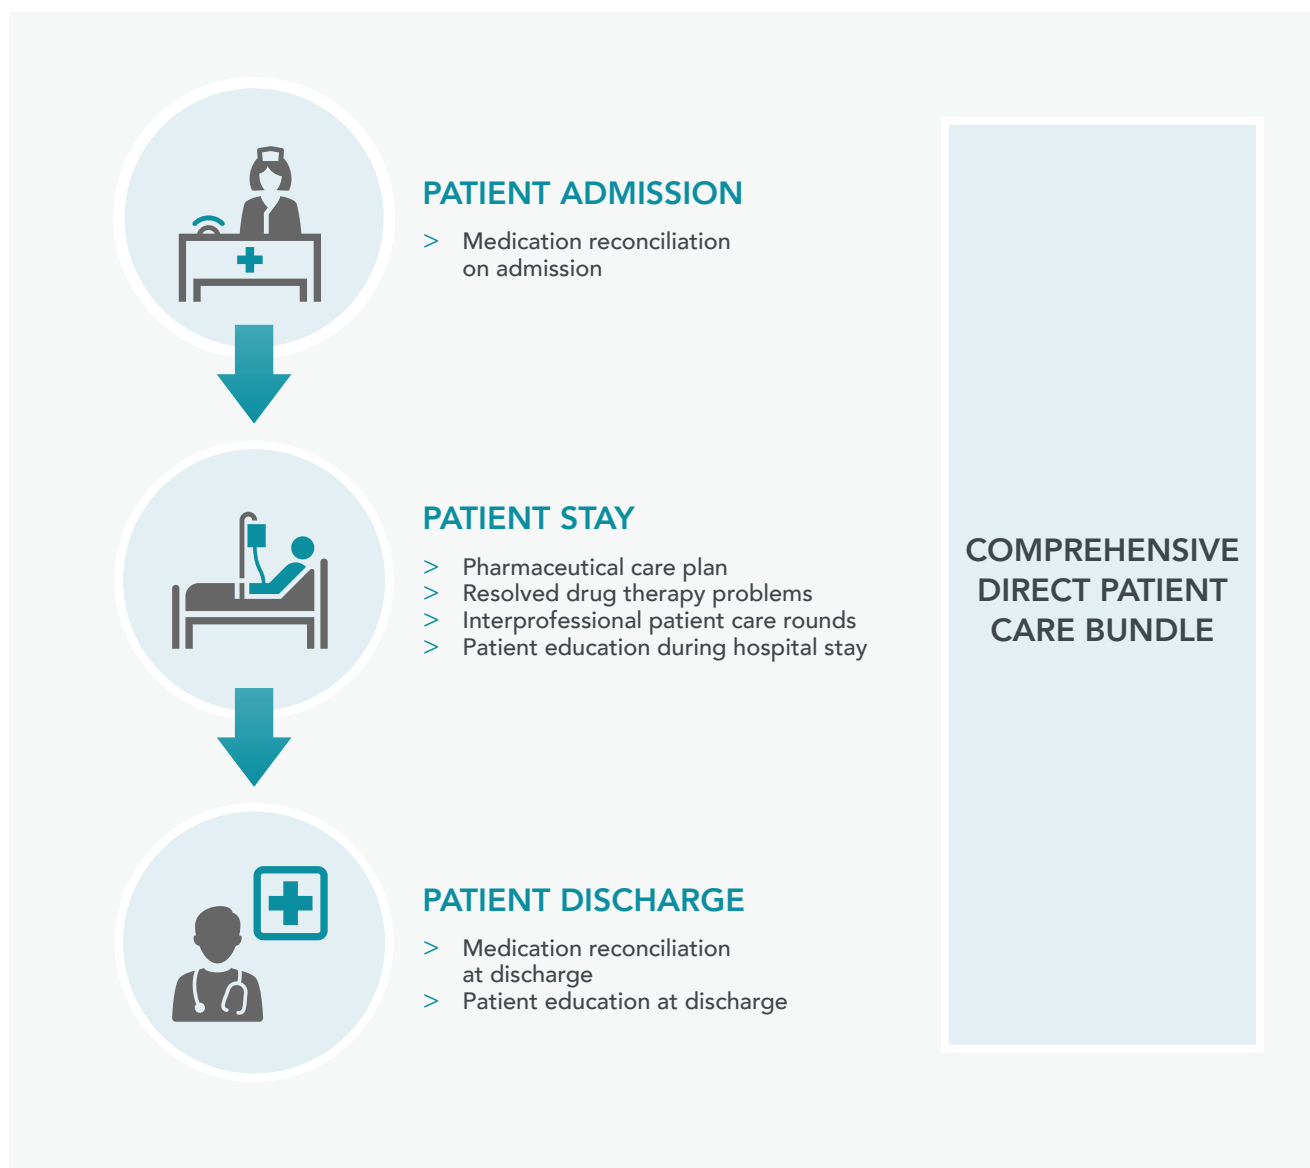 PATIENT ADMISSION
> Medication reconciliation
on admission
PATIENT STAY
> Pharmaceutical care plan
> Resolved drug therapy problems
> Interprofessional patient care rounds
> Patient education during hospital stay
PATIENT DISCHARGE
> Medication reconciliation
at discharge
> Patient education at discharge
COMPREHENSIVE
DIRECT PATIENT
CARE BUNDLE